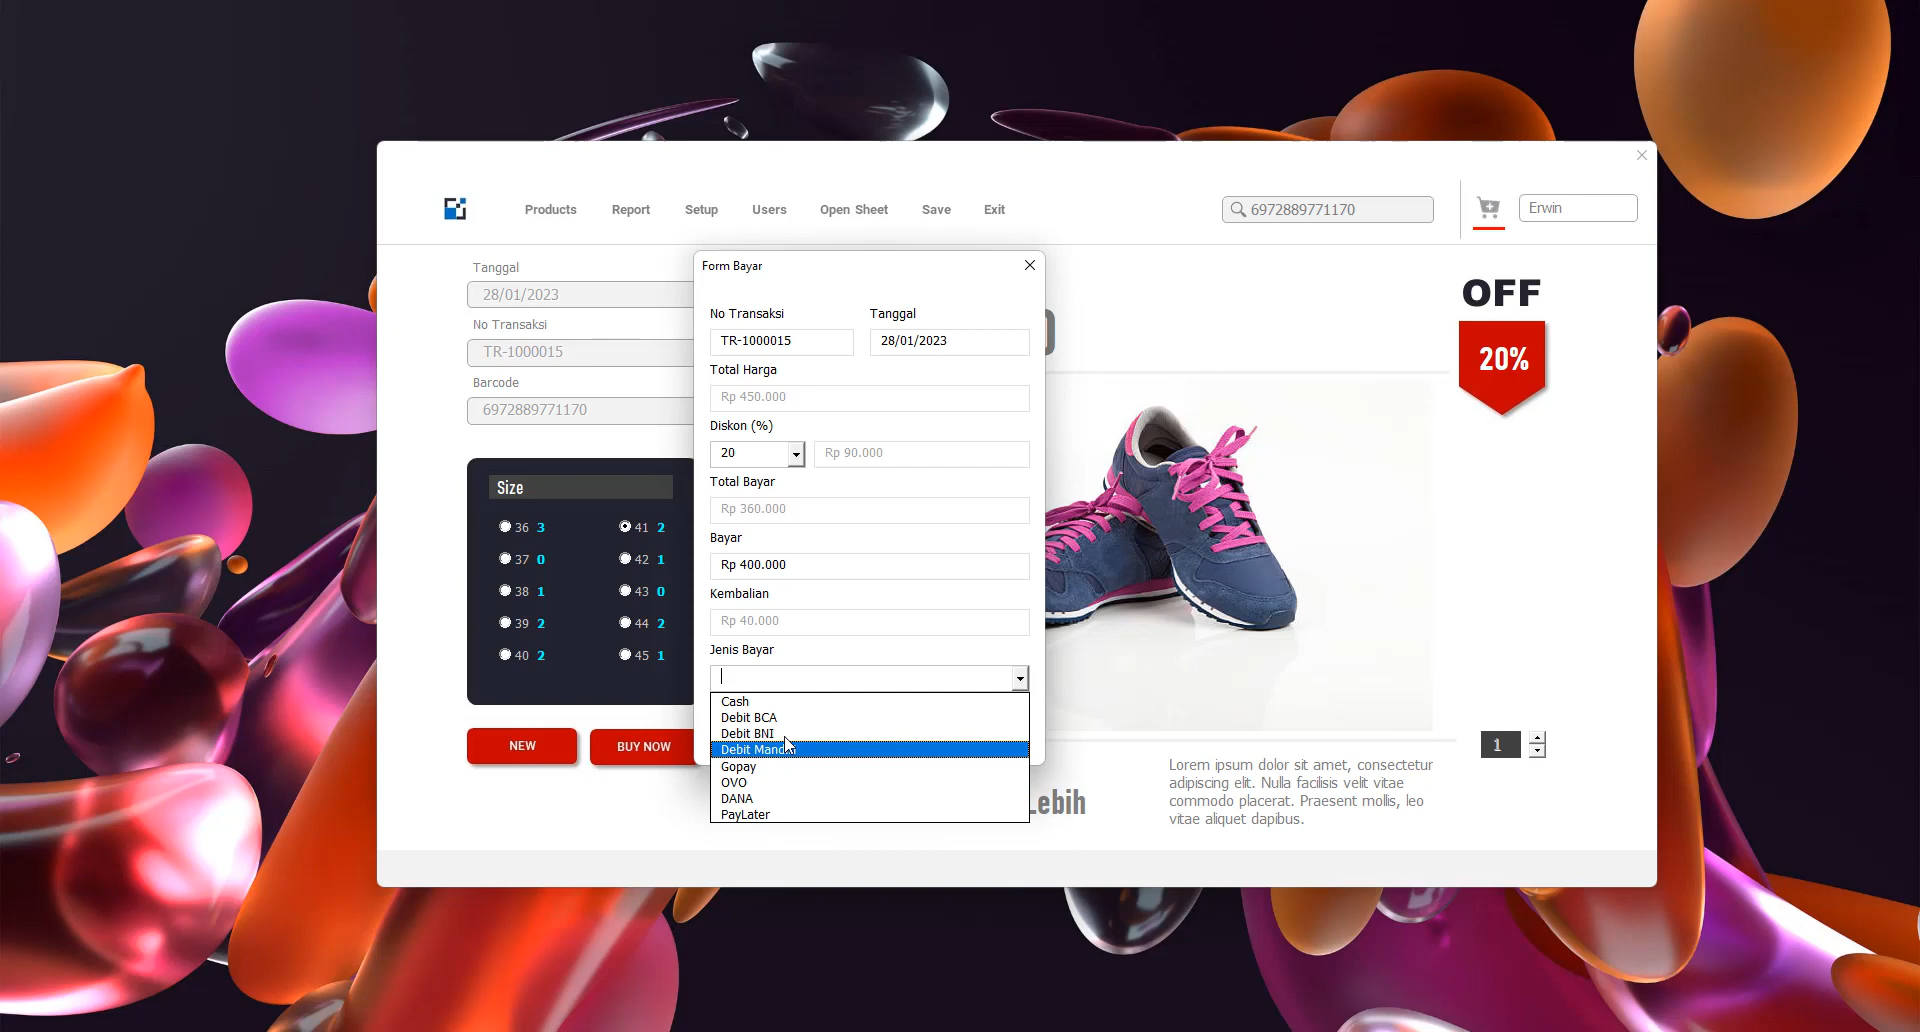 Products Report Setup Users Open Sheet Save Exit
6972889771170
Erwin
Tanggal
28/01/2023
No Transaksi
TR-1000015
Barcode
6972889771170
Size
36 3 41 2
37 0 42 1
38 1 43 0
39 2 44 2
40 2 45 1
NEW BUY NOW
Form Bayar
No Transaksi Tanggal
TR-1000015 28/01/2023
Total Harga
Rp 450.000
Diskon (%)
20 Rp 90.000
Total Bayar
Rp 360.000
Bayar
Rp 400.000
Kembalian
Rp 40.000
Jenis Bayar
Cash
Debit BCA
Debit BNI
Debit
Gopay
OVO
DANA
PayLater
OFF
20%
1
Lorem ipsum dolor sit amet, consectetur
adipiscing elit. Nulla facilisis velit vitae
commodo placerat. Praesent mollis, leo
vitae aliquet dapibus.